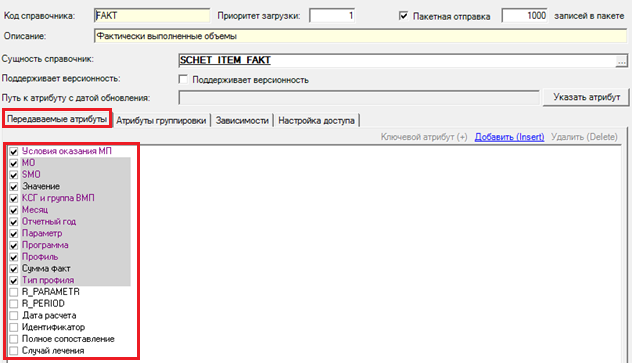 Код справочника: FAKT Приоритет загрузки: 1 Пакетная отправка 1000 записей в пакете
Описание: Фактически выполненные объемы
Сущность справочник: SCHET_ITEM_FAKT ...
Поддерживает версионность: Поддерживает версионность
Путь к атрибуту с датой обновления: Указать атрибут
Передаваемые атрибуты Атрибуты группировки Зависимости Настройка доступа
Ключевой атрибут (+) Добавить (Insert) Удалить (Delete)
Условия оказания МП
МО
SMO
Значение
КСГ и группа ВМП
Месяц
Отчетный год
Параметр
Программа
Профиль
Сумма факт
Тип профиля
R_PARAMETR
R_PERIOD
Дата расчета
Идентификатор
Полное сопоставление
Случай лечения